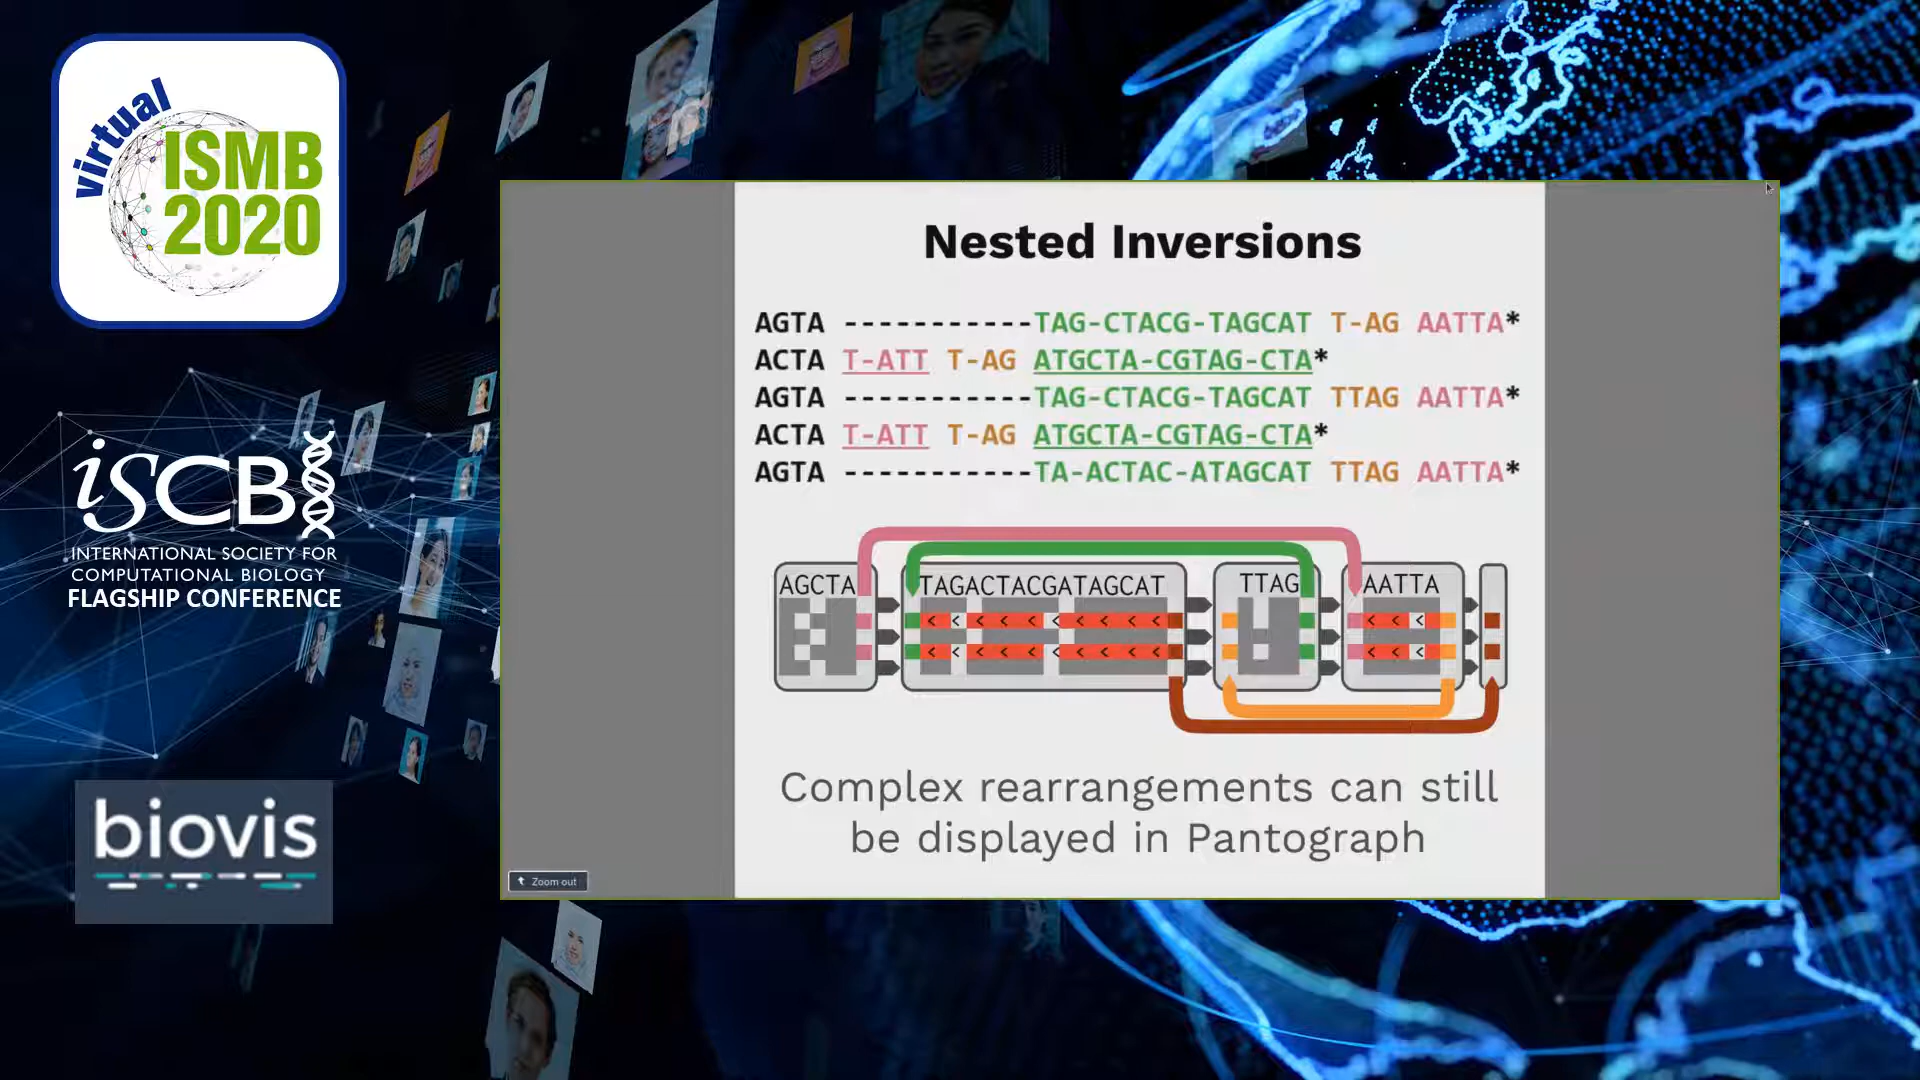 virtual
ISMB
2020
iSCB
INTERNATIONAL SOCIETY FOR
COMPUTATIONAL BIOLOGY
FLAGSHIP CONFERENCE
biovis
Nested Inversions
AGTA -----------TAG-CTACG-TAGCAT T-AG AATTA*
ACTA T-ATT T-AG ATGCTA-CGTAG-CTA*
AGTA -----------TAG-CTACG-TAGCAT TTAG AATTA*
ACTA T-ATT T-AG ATGCTA-CGTAG-CTA*
AGTA -----------TA-ACTAC-ATAGCAT TTAG AATTA*
AGCTA TAGACTACGATAGCAT TTAG AATTA
< < < < < < < < < < < < <
< < < < < < < < < < < < <
Complex rearrangements can still
be displayed in Pantograph
Zoom out